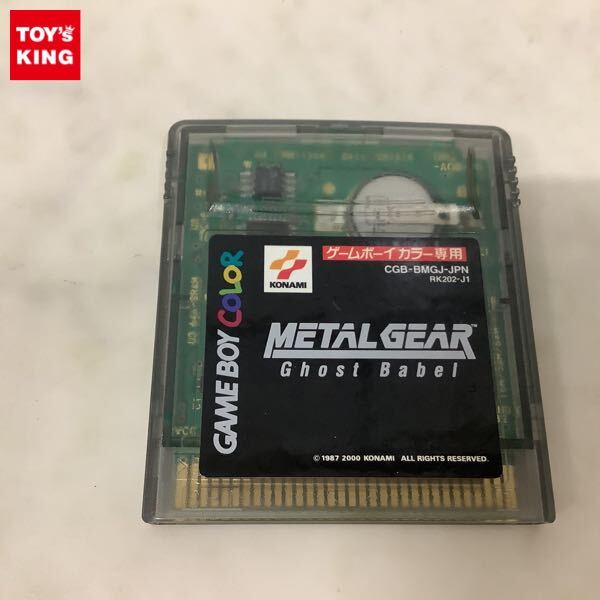 TOY's
KING
ゲームボーイカラー専用
KONAMI
CGB-BMGJ-JPN
RK202-J1
GAME BOY COLOR
METAL GEAR™
Ghost Babel
© 1987 2000 KONAMI ALL RIGHTS RESERVED.